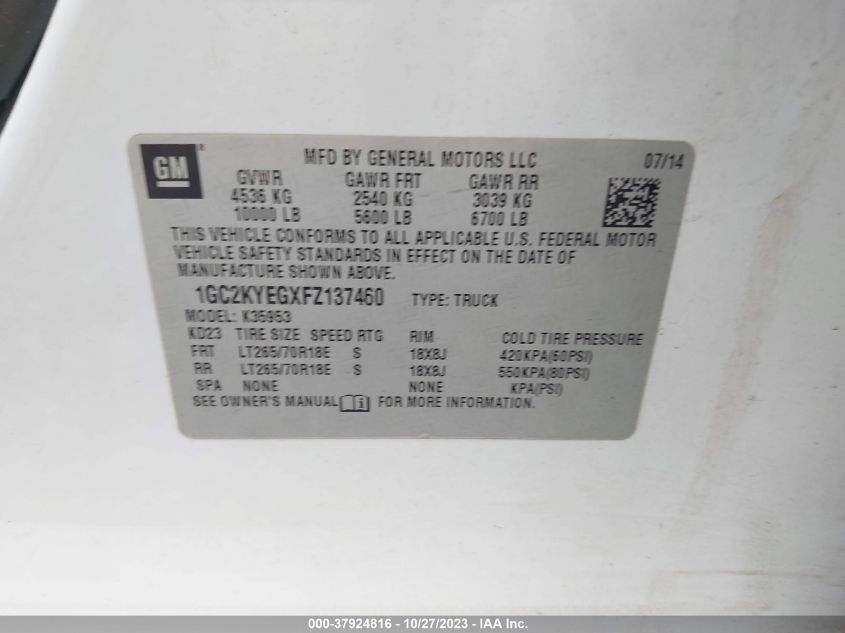 GM
MFD BY GENERAL MOTORS LLC 07/14
GVWR GAWR FRT GAWR RR
4536 KG 2540 KG 3039 KG
10000 LB 5600 LB 6700 LB
THIS VEHICLE CONFORMS TO ALL APPLICABLE U.S. FEDERAL MOTOR
VEHICLE SAFETY STANDARDS IN EFFECT ON THE DATE OF
MANUFACTURE SHOWN ABOVE.
1GC2KYEGXFZ137460 TYPE: TRUCK
MODEL: K35953
KD23 TIRE SIZE SPEED RTG RIM COLD TIRE PRESSURE
FRT LT265/70R18E S 18X8J 420KPA(60PSI)
RR LT265/70R18E S 18X8J 550KPA(80PSI)
SPA NONE NONE KPA(PSI)
SEE OWNER'S MANUAL FOR MORE INFORMATION.
000-37924816 - 10/27/2023 - IAA Inc.